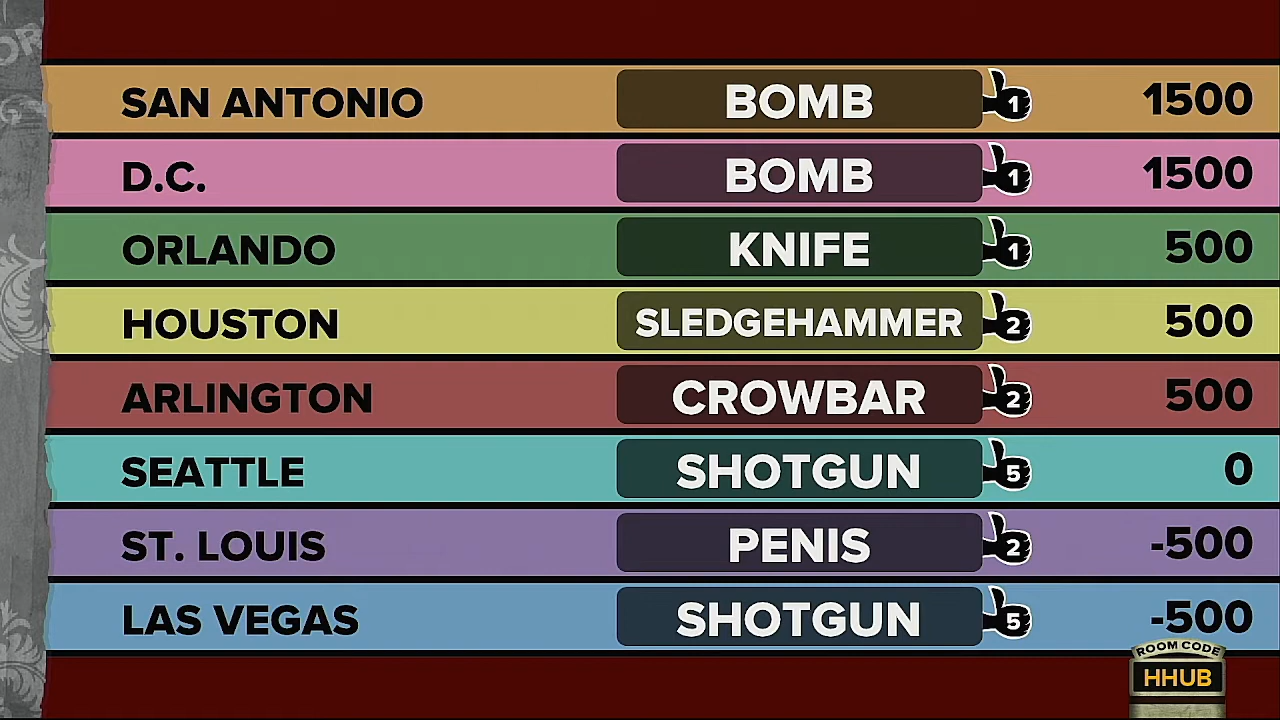 SAN ANTONIO BOMB 1 1500
D.C. BOMB 1 1500
ORLANDO KNIFE 1 500
HOUSTON SLEDGEHAMMER 2 500
ARLINGTON CROWBAR 2 500
SEATTLE SHOTGUN 5 0
ST. LOUIS PENIS 2 -500
LAS VEGAS SHOTGUN 5 -500
ROOM CODE
HHUB